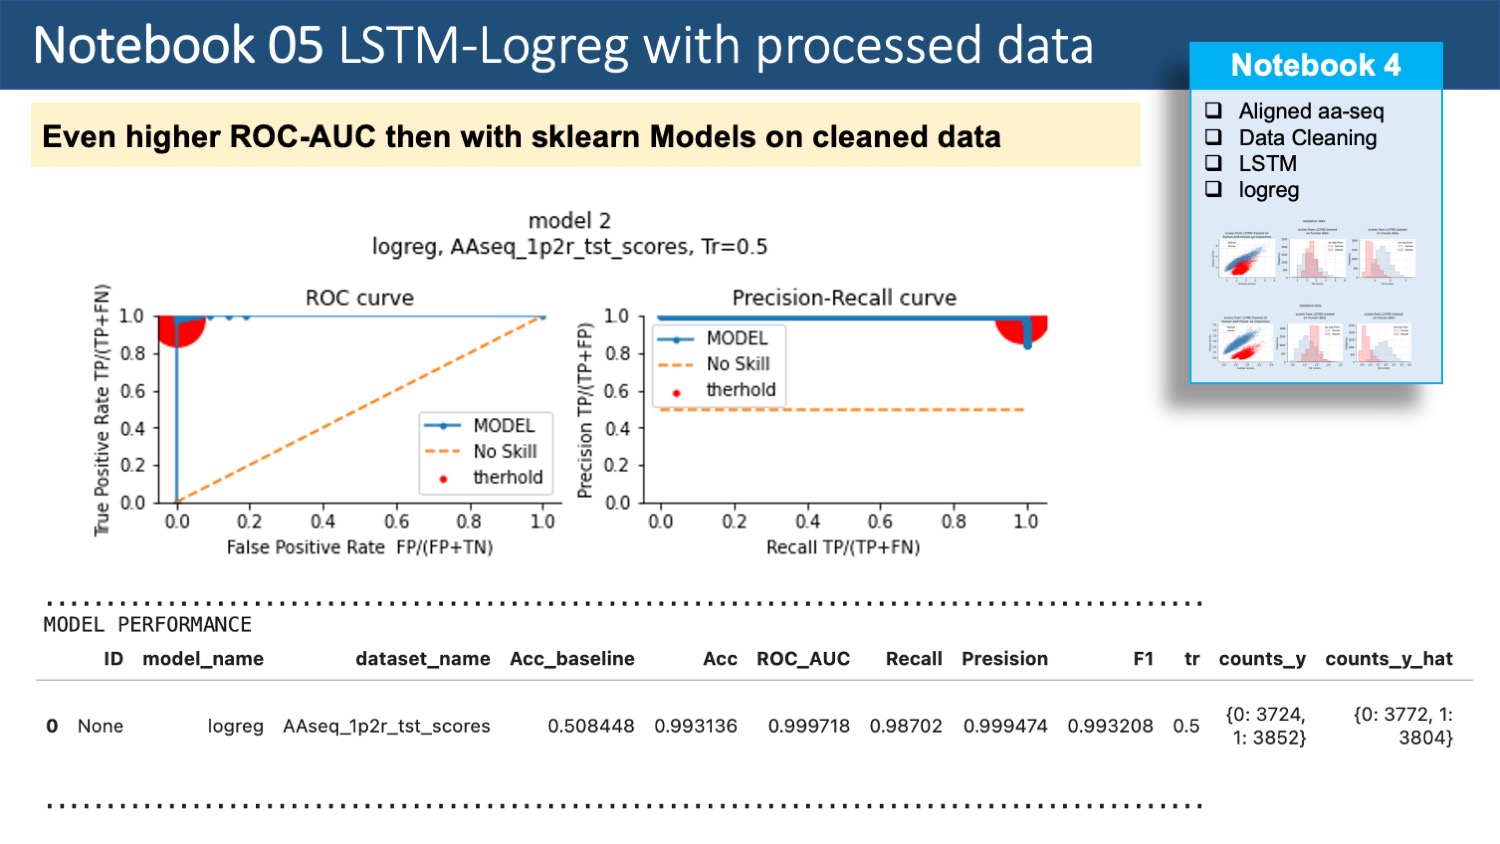 Notebook 05 LSTM-Logreg with processed data
Notebook 4
Even higher ROC-AUC then with sklearn Models on cleaned data
Aligned aa-seq
Data Cleaning
LSTM
logreg
model 2
logreg, AAseq_1p2r_tst_scores, Tr=0.5
ROC curve
True Positive Rate TP/(TP+FN)
1.0
0.8
0.6
0.4
0.2
0.0
MODEL
No Skill
therhold
0.0 0.2 0.4 0.6 0.8 1.0
False Positive Rate FP/(FP+TN)
Precision-Recall curve
Precision TP/(TP+FP)
1.0
0.8
0.6
0.4
0.2
0.0
MODEL
No Skill
therhold
0.0 0.2 0.4 0.6 0.8 1.0
Recall TP/(TP+FN)
MODEL PERFORMANCE
ID model_name dataset_name Acc_baseline Acc ROC_AUC Recall Presision F1 tr counts_y counts_y_hat
0 None logreg AAseq_1p2r_tst_scores 0.508448 0.993136 0.999718 0.98702 0.999474 0.993208 0.5 {0: 3724, {0: 3772, 1:
1: 3852} 3804}